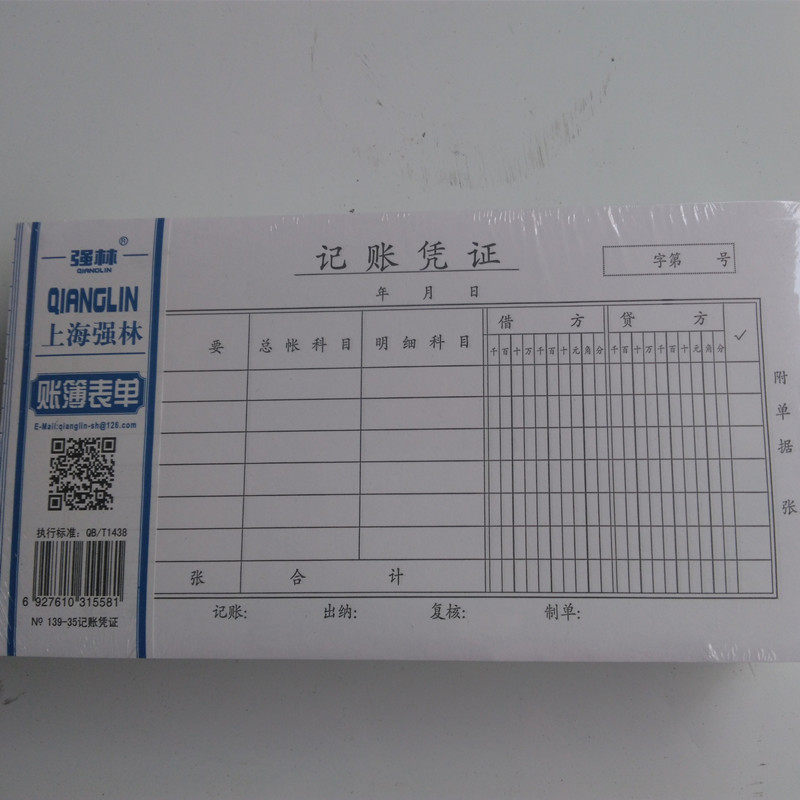 强林®
QIANGLIN
QIANGLIN
上海强林
账簿表单
E-Mail:qianglin-sh@126.com
执行标准: QB/T1438
6 927610 315581
№ 139-35记账凭证
记账凭证
字第 号
年 月 日
要 总帐科目 明细科目 借方 贷方 ✓
千百十万千百十元角分 千百十万千百十元角分
附单据 张
张 合计
记账: 出纳: 复核: 制单: